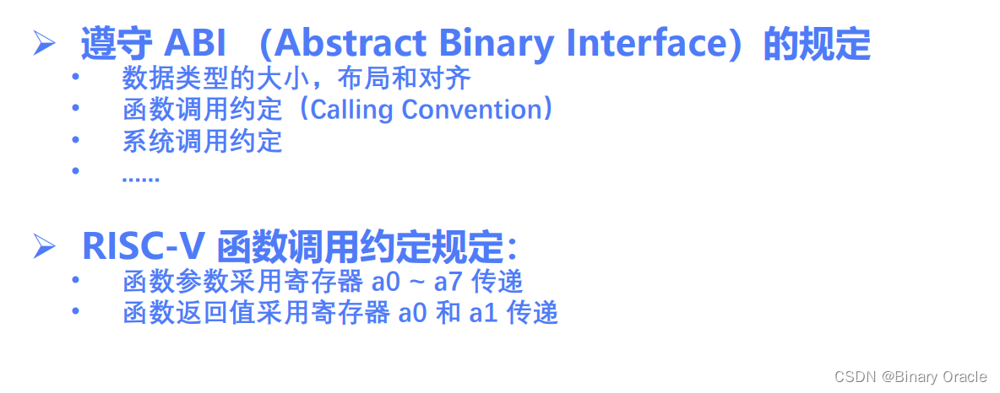 ➢ 遵守 ABI （Abstract Binary Interface）的规定
• 数据类型的大小，布局和对齐
• 函数调用约定（Calling Convention）
• 系统调用约定
• ......
➢ RISC-V 函数调用约定规定：
• 函数参数采用寄存器 a0 ~ a7 传递
• 函数返回值采用寄存器 a0 和 a1 传递
CSDN @Binary Oracle